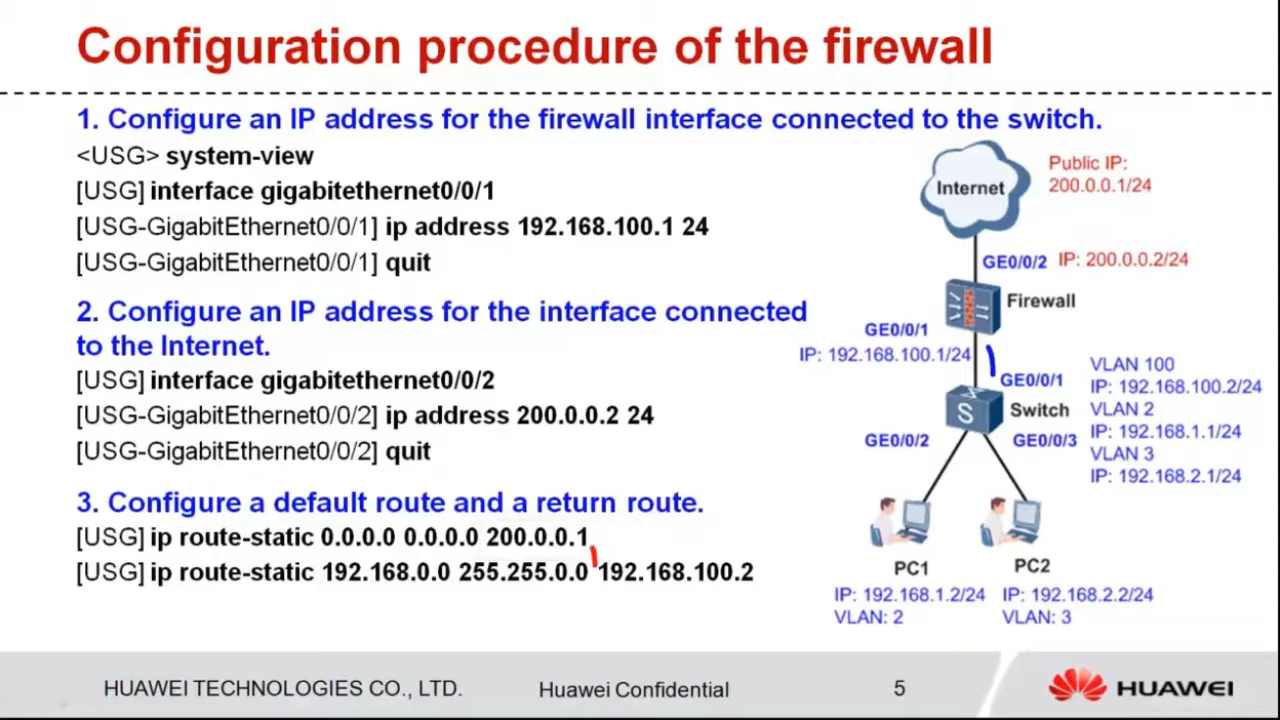 Configuration procedure of the firewall
1. Configure an IP address for the firewall interface connected to the switch.
<USG> system-view
[USG] interface gigabitethernet0/0/1
[USG-GigabitEthernet0/0/1] ip address 192.168.100.1 24
[USG-GigabitEthernet0/0/1] quit
2. Configure an IP address for the interface connected
to the Internet.
[USG] interface gigabitethernet0/0/2
[USG-GigabitEthernet0/0/2] ip address 200.0.0.2 24
[USG-GigabitEthernet0/0/2] quit
3. Configure a default route and a return route.
[USG] ip route-static 0.0.0.0 0.0.0.0 200.0.0.1
[USG] ip route-static 192.168.0.0 255.255.0.0 192.168.100.2
Internet
Public IP:
200.0.0.1/24
GE0/0/2 IP: 200.0.0.2/24
Firewall
GE0/0/1
IP: 192.168.100.1/24
GE0/0/1
S
Switch
VLAN 100
IP: 192.168.100.2/24
VLAN 2
IP: 192.168.1.1/24
VLAN 3
IP: 192.168.2.1/24
GE0/0/2
GE0/0/3
PC1
IP: 192.168.1.2/24
VLAN: 2
PC2
IP: 192.168.2.2/24
VLAN: 3
HUAWEI TECHNOLOGIES CO., LTD.
Huawei Confidential
5
HUAWEI